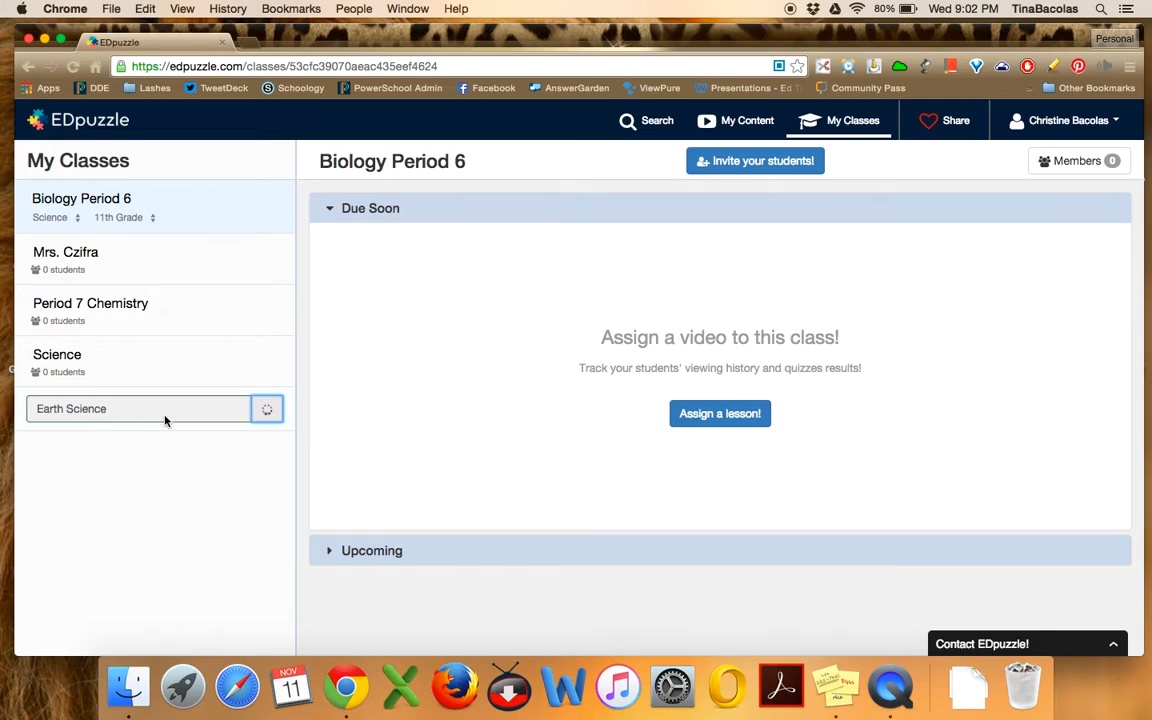 Chrome File Edit View History Bookmarks People Window Help 80% Wed 9:02 PM TinaBacolas
EDpuzzle Personal
https://edpuzzle.com/classes/53cfc39070aeac435eef4624
Apps DDE Lashes TweetDeck Schoology PowerSchool Admin Facebook AnswerGarden ViewPure Presentations - Ed T Community Pass Other Bookmarks
EDpuzzle Search My Content My Classes Share Christine Bacolas
My Classes
Biology Period 6
Science 11th Grade
Mrs. Czifra
0 students
Period 7 Chemistry
0 students
Science
0 students
Earth Science
Biology Period 6 Invite your students! Members 0
Due Soon
Assign a video to this class!
Track your students' viewing history and quizzes results!
Assign a lesson!
Upcoming
Contact EDpuzzle!
NOV
11